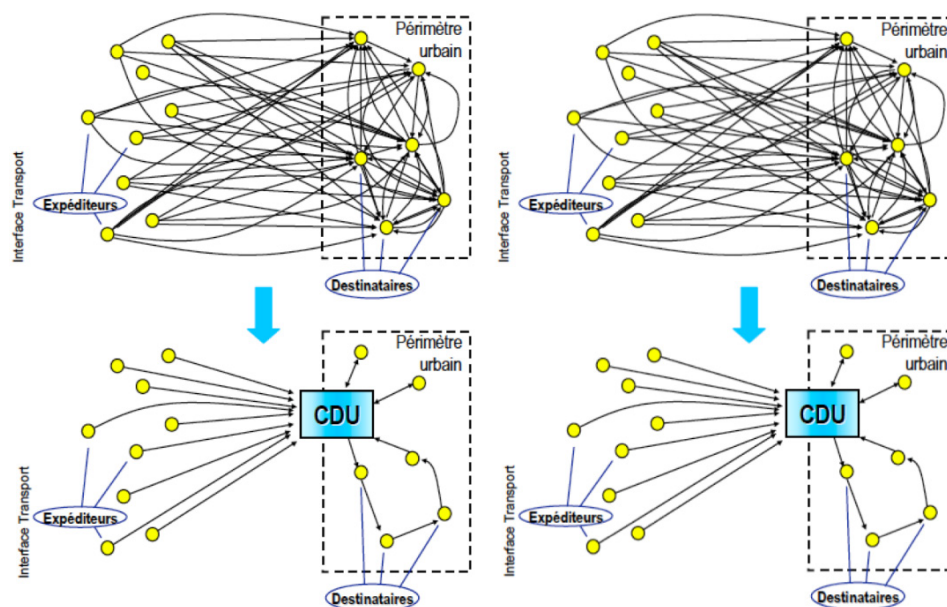 Périmètre
urbain
Interface Transport
Expéditeurs
Destinataires
Périmètre
urbain
Interface Transport
Expéditeurs
Destinataires
Périmètre
urbain
CDU
Interface Transport
Expéditeurs
Destinataires
Périmètre
urbain
CDU
Interface Transport
Expéditeurs
Destinataires